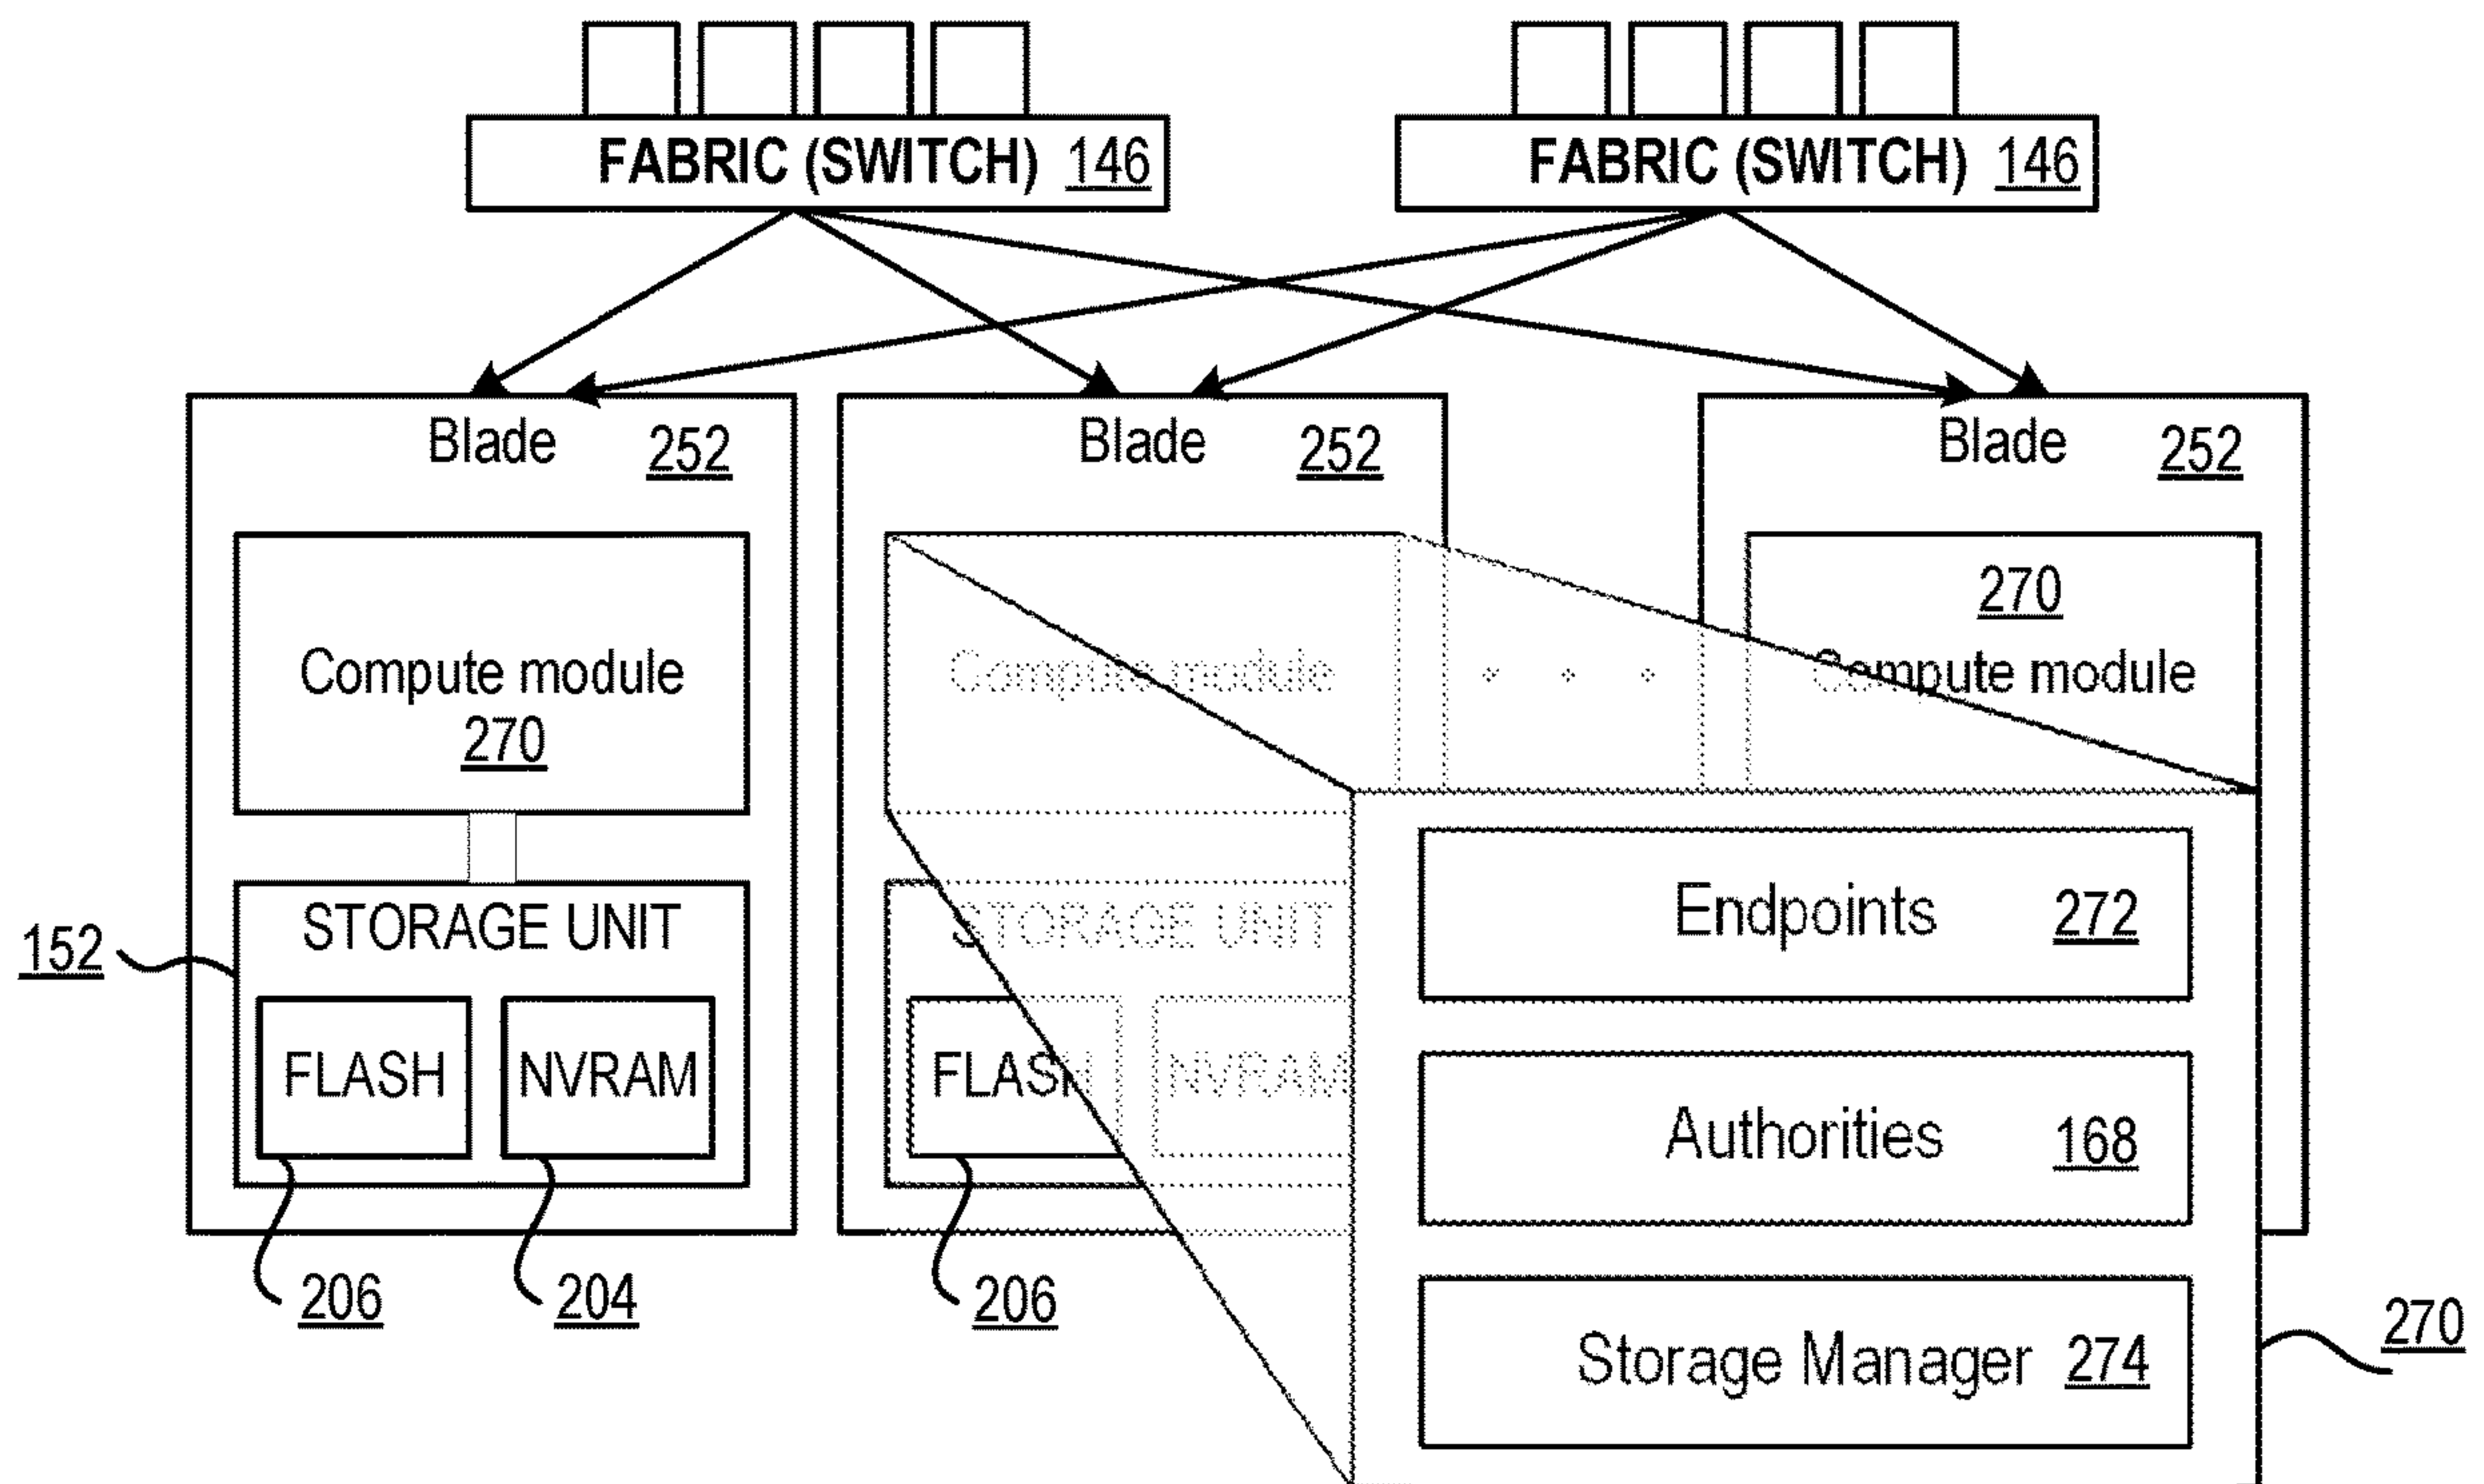 FABRIC (SWITCH) 146
FABRIC (SWITCH) 146
Blade 252
Blade 252
Blade 252
Compute module
270
Compute module
270
Compute module
152
STORAGE UNIT
FLASH
NVRAM
206
204
STORAGE UNIT
FLASH
NVRAM
206
Endpoints 272
Authorities 168
Storage Manager 274
270